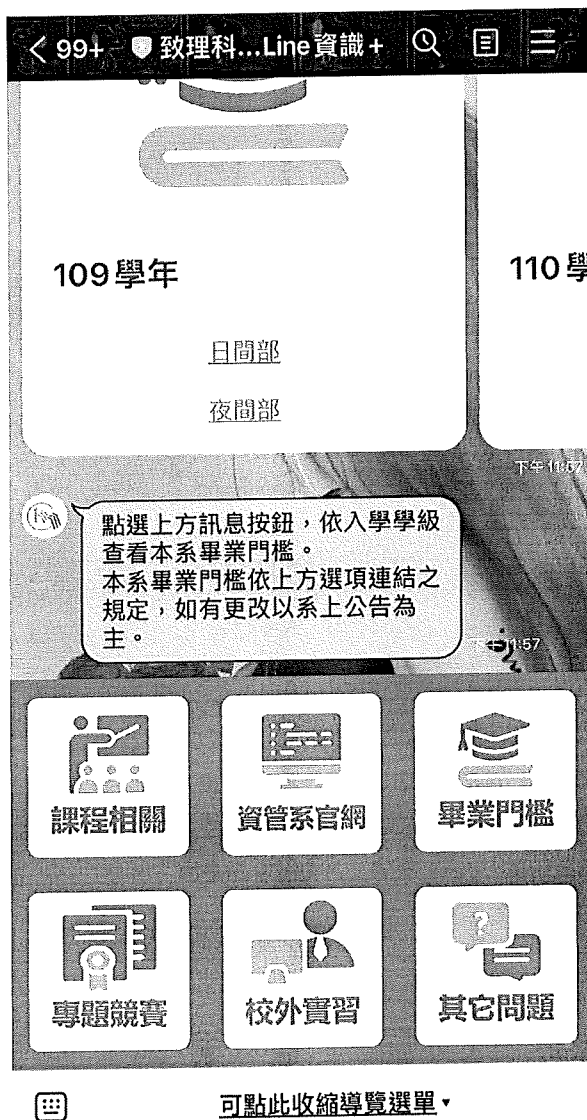 99+ 致理科...Line資識+
109學年
110學
日間部
夜間部
下午 11:57
點選上方訊息按鈕，依入學學級
查看本系畢業門檻。
本系畢業門檻依上方選項連結之
規定，如有更改以系上公告為
主。
下午 11:57
課程相關
資管系官網
畢業門檻
專題競賽
校外實習
其它問題
可點此收縮導覽選單▾